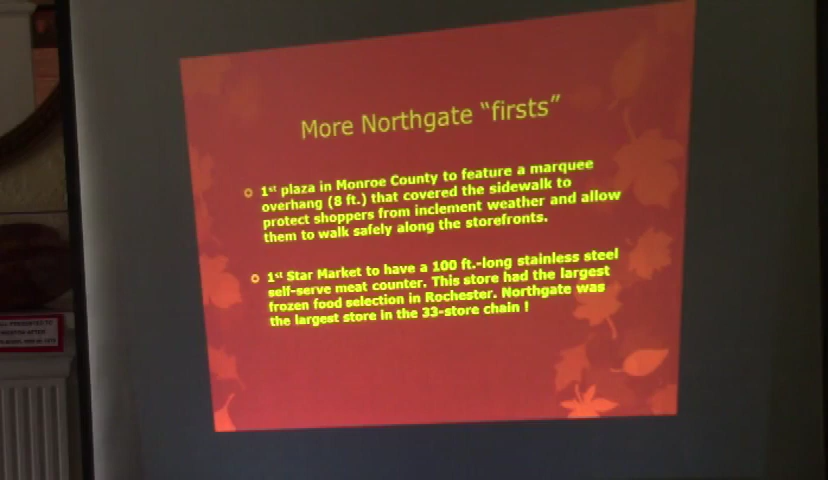 More Northgate “firsts”
1st plaza in Monroe County to feature a marquee
overhang (8 ft.) that covered the sidewalk to
protect shoppers from inclement weather and allow
them to walk safely along the storefronts.
1st Star Market to have a 100 ft.-long stainless steel
self-serve meat counter. This store had the largest
frozen food selection in Rochester. Northgate was
the largest store in the 33-store chain !
PRESENTED TO